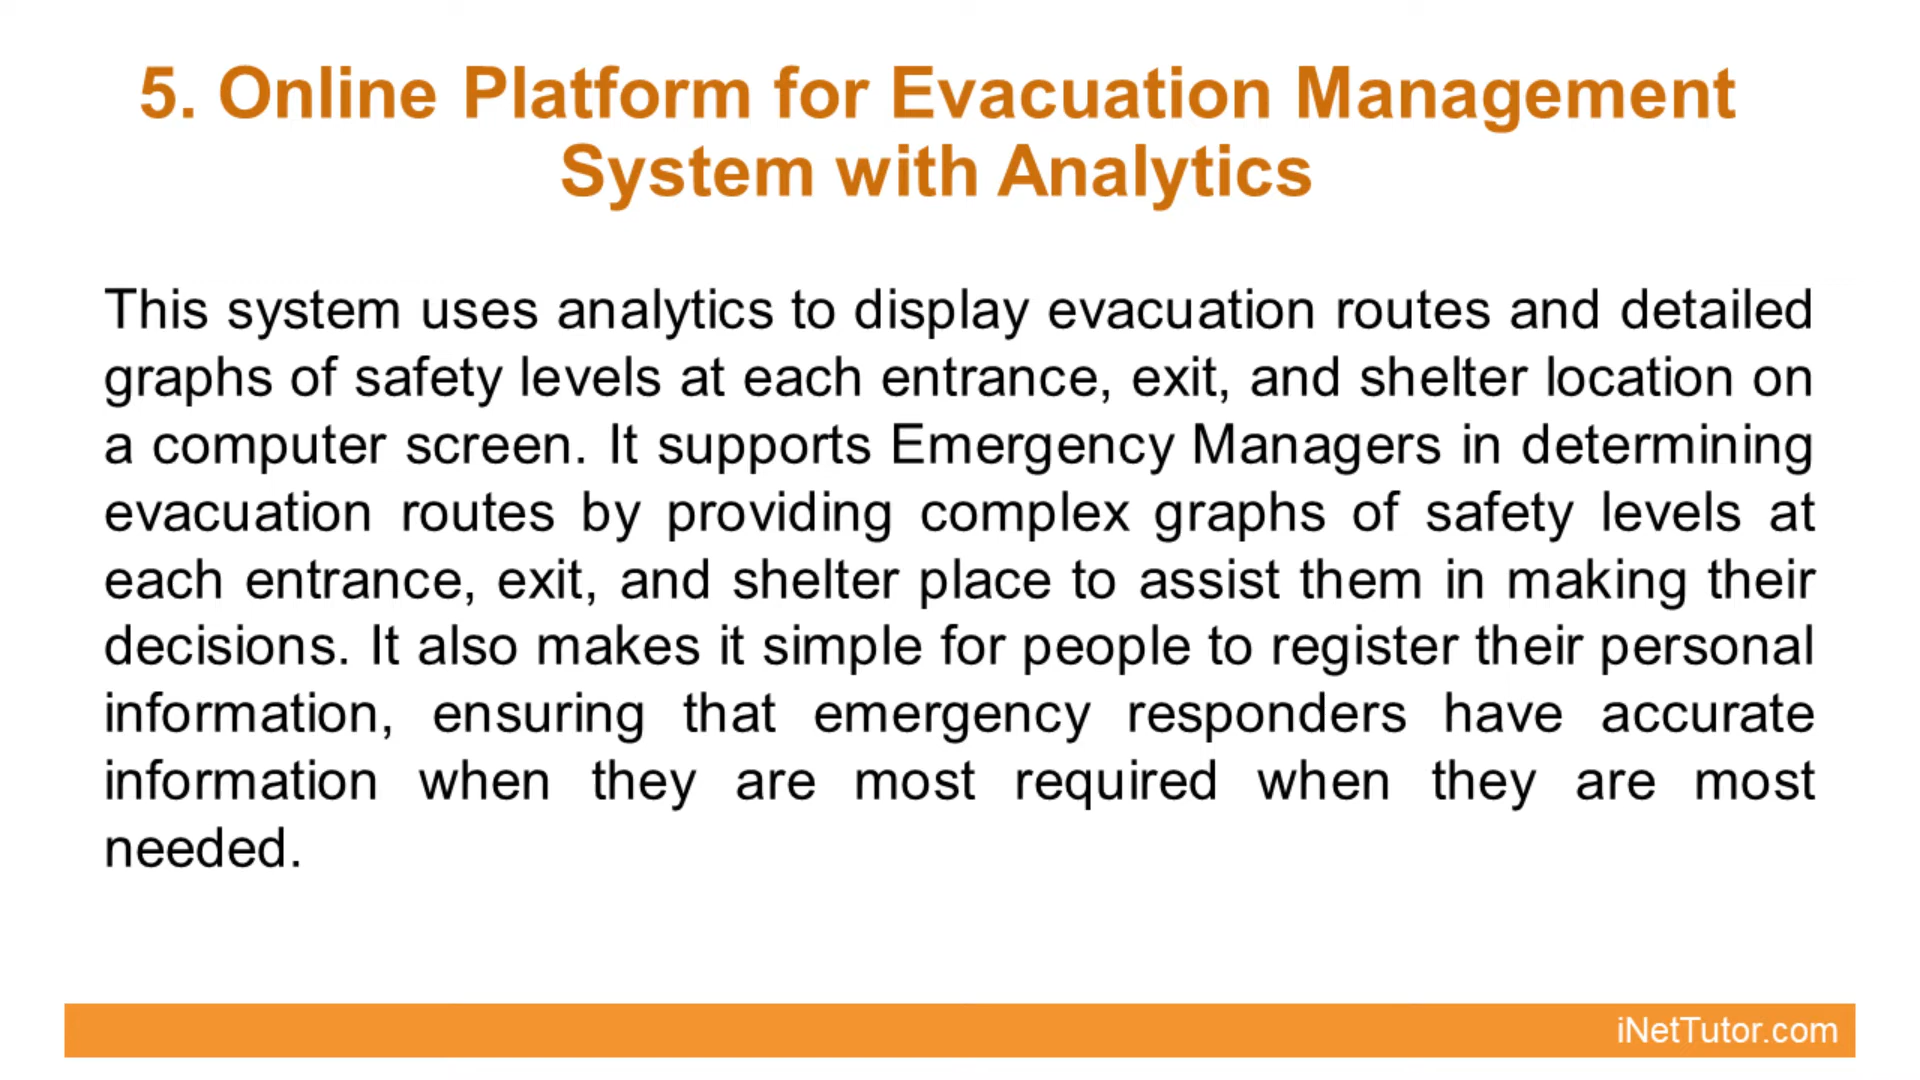 5. Online Platform for Evacuation Management
System with Analytics
This system uses analytics to display evacuation routes and detailed
graphs of safety levels at each entrance, exit, and shelter location on
a computer screen. It supports Emergency Managers in determining
evacuation routes by providing complex graphs of safety levels at
each entrance, exit, and shelter place to assist them in making their
decisions. It also makes it simple for people to register their personal
information, ensuring that emergency responders have accurate
information when they are most required when they are most
needed.
iNetTutor.com